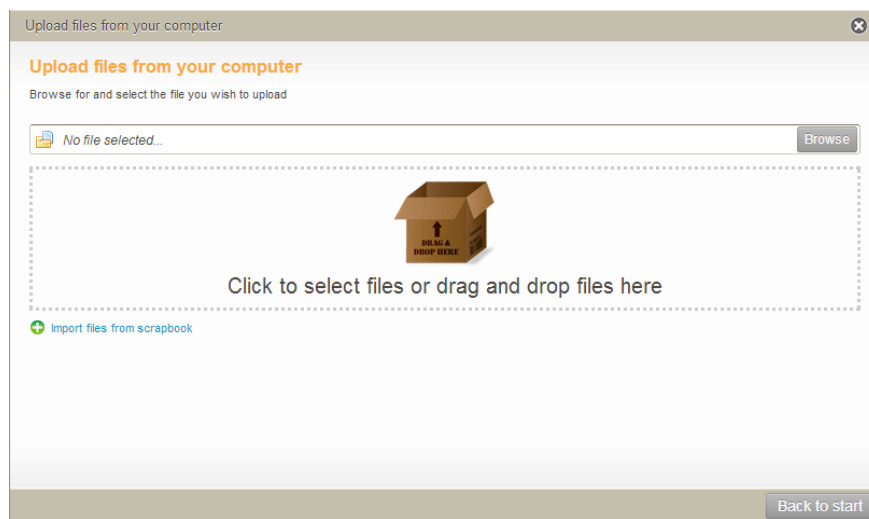 Upload files from your computer
Upload files from your computer
Browse for and select the file you wish to upload
No file selected...
Browse
DRAG &
DROP HERE
Click to select files or drag and drop files here
Import files from scrapbook
Back to start